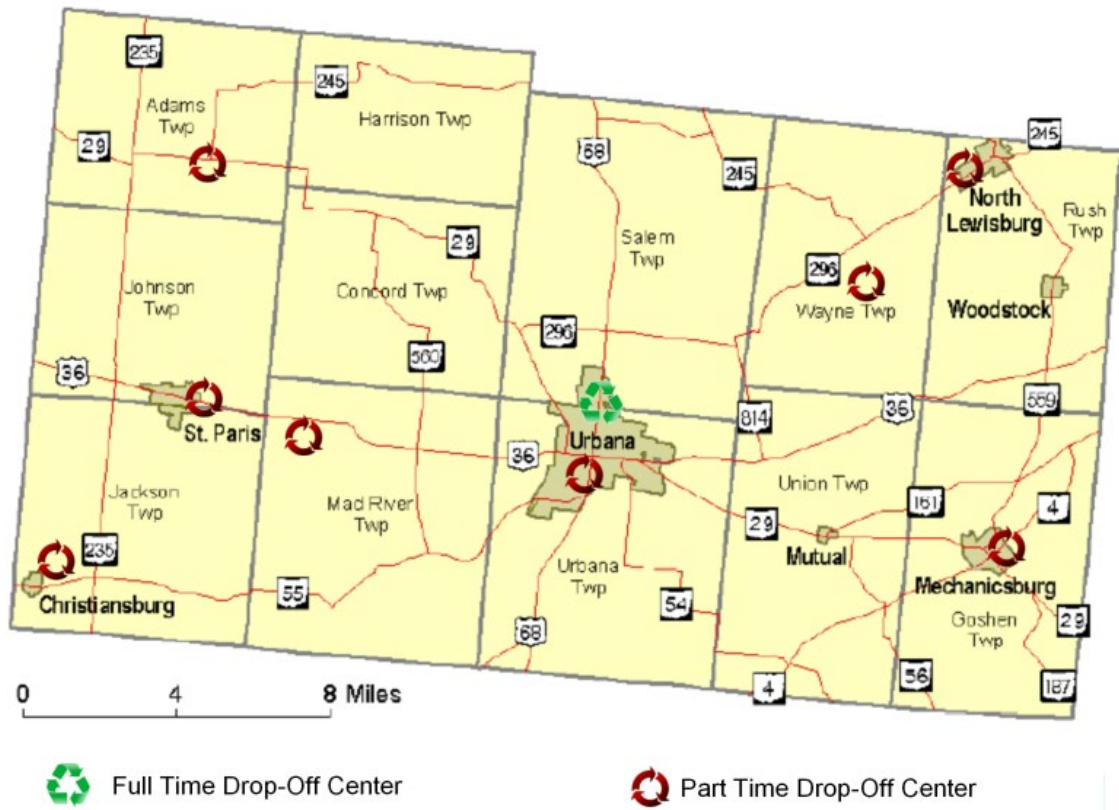 235
Adams
Twp
245
Harrison Twp
29
68
245
245
North
Lewisburg
Rush
Twp
Salem
Twp
29
Johnson
Twp
Concord Twp
296
Wayne Twp
Woodstock
296
560
36
St. Paris
814
36
559
Urbana
36
Jackson
Twp
Mad River
Twp
Union Twp
161
4
29
Mutual
Mechanicsburg
235
Urbana
Twp
Christiansburg
55
54
Goshen
Twp
29
68
4
56
187
0 4 8 Miles
Full Time Drop-Off Center
Part Time Drop-Off Center